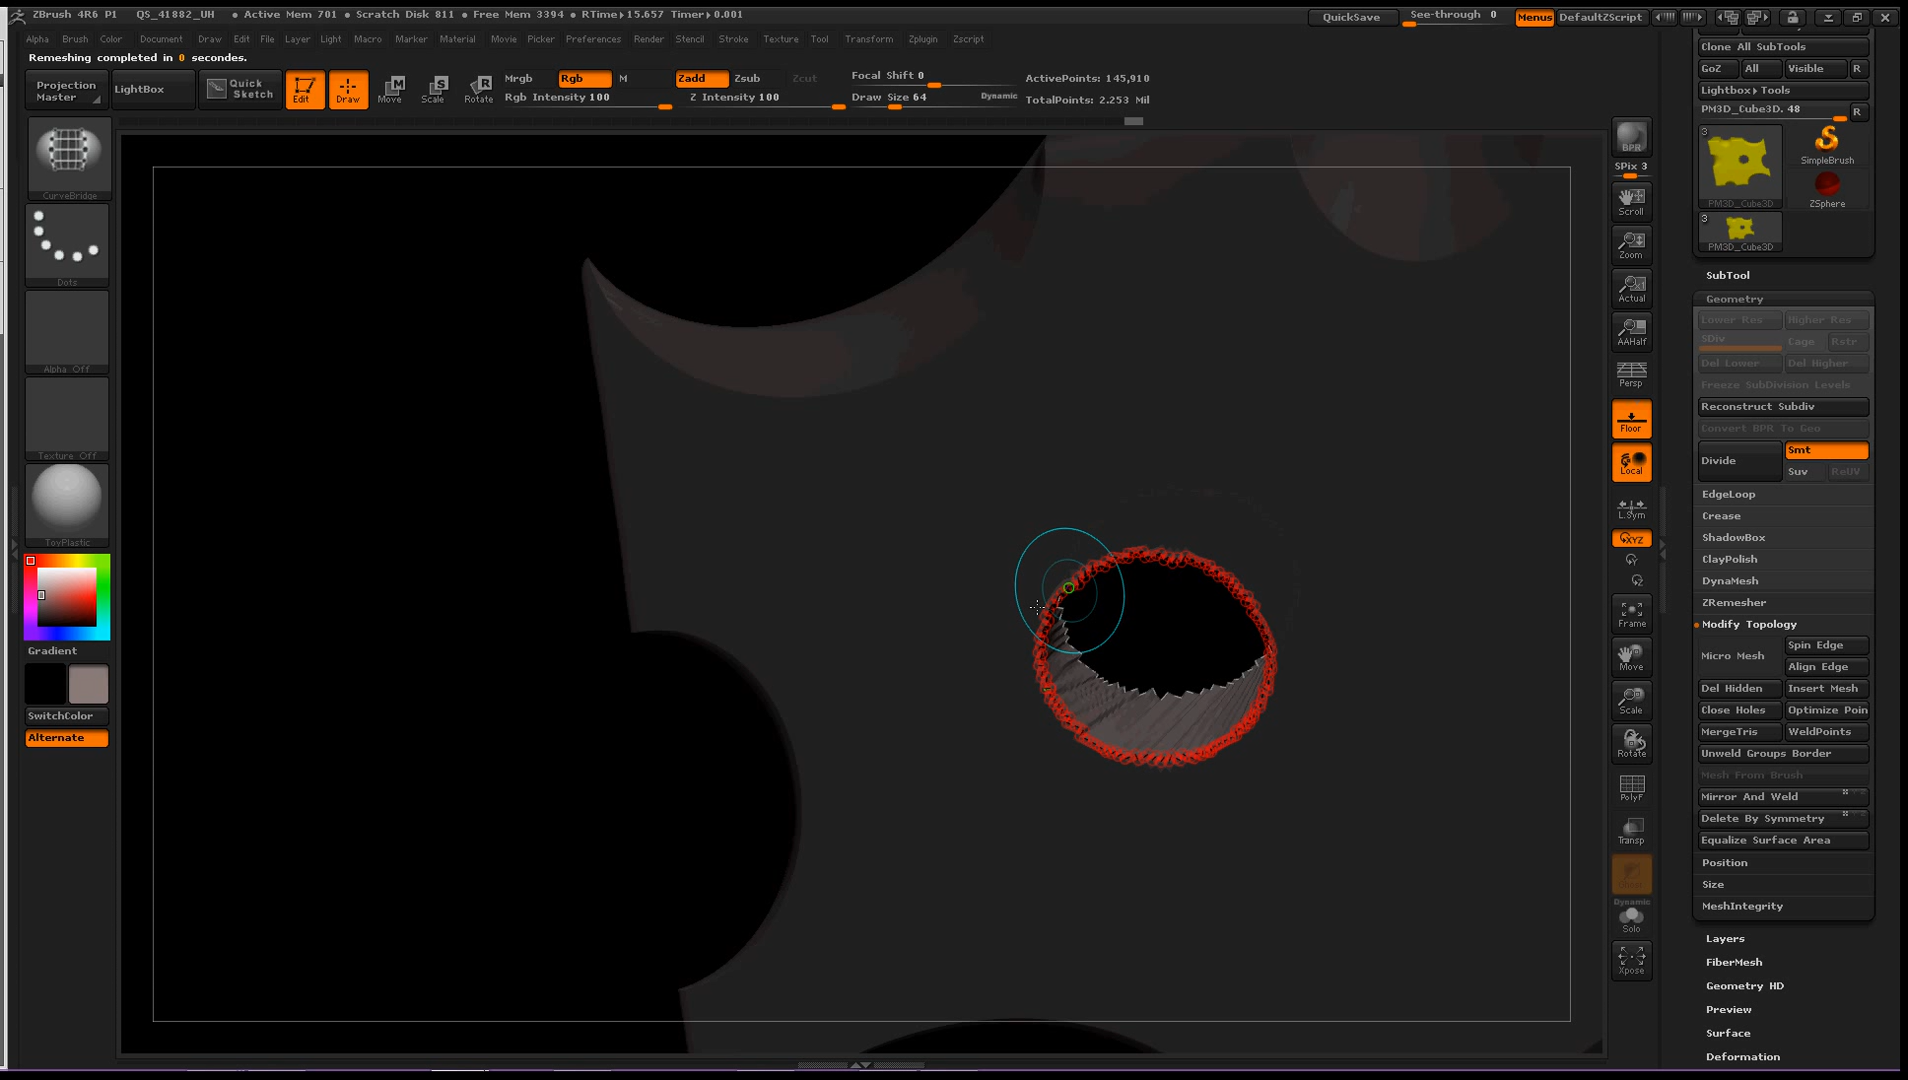 ZBrush 4R6 P1 QS_41882_UH • Active Mem 701 • Scratch Disk 811 • Free Mem 3394 • RTime▸15.657 Timer▸0.001 QuickSave See-through 0 Menus DefaultZScript
Alpha Brush Color Document Draw Edit File Layer Light Macro Marker Material Movie Picker Preferences Render Stencil Stroke Texture Tool Transform Zplugin Zscript
Remeshing completed in 0 seconds.
Projection Master
LightBox
Quick Sketch
Edit
Draw
Move
Scale
Rotate
Mrgb Rgb M Zadd Zsub Zcut
Rgb Intensity 100 Z Intensity 100
Focal Shift 0
Draw Size 64 Dynamic
ActivePoints: 145,910
TotalPoints: 2.253 Mil
CurveBridge
Dots
Alpha Off
Texture Off
ToyPlastic
Gradient
SwitchColor
Alternate
BPR
SPix 3
Scroll
Zoom
Actual
AAHalf
Persp
Floor
Local
L.Sym
XYZ
Frame
Move
Scale
Rotate
PolyF
Transp
Dynamic
Solo
Xpose
Clone All SubTools
GoZ All Visible R
Lightbox▸Tools
PM3D_Cube3D. 48 R
3
PM3D_Cube3D
SimpleBrush
ZSphere
3
PM3D_Cube3D
SubTool
Geometry
Lower Res Higher Res
SDiv Cage Rstr
Del Lower Del Higher
Freeze SubDivision Levels
Reconstruct Subdiv
Convert BPR To Geo
Divide Smt
Suv ReUV
EdgeLoop
Crease
ShadowBox
ClayPolish
DynaMesh
ZRemesher
Modify Topology
Micro Mesh Spin Edge
Align Edge
Del Hidden Insert Mesh
Close Holes Optimize Poin
MergeTris WeldPoints
Unweld Groups Border
Mesh From Brush
Mirror And Weld
Delete By Symmetry
Equalize Surface Area
Position
Size
MeshIntegrity
Layers
FiberMesh
Geometry HD
Preview
Surface
Deformation